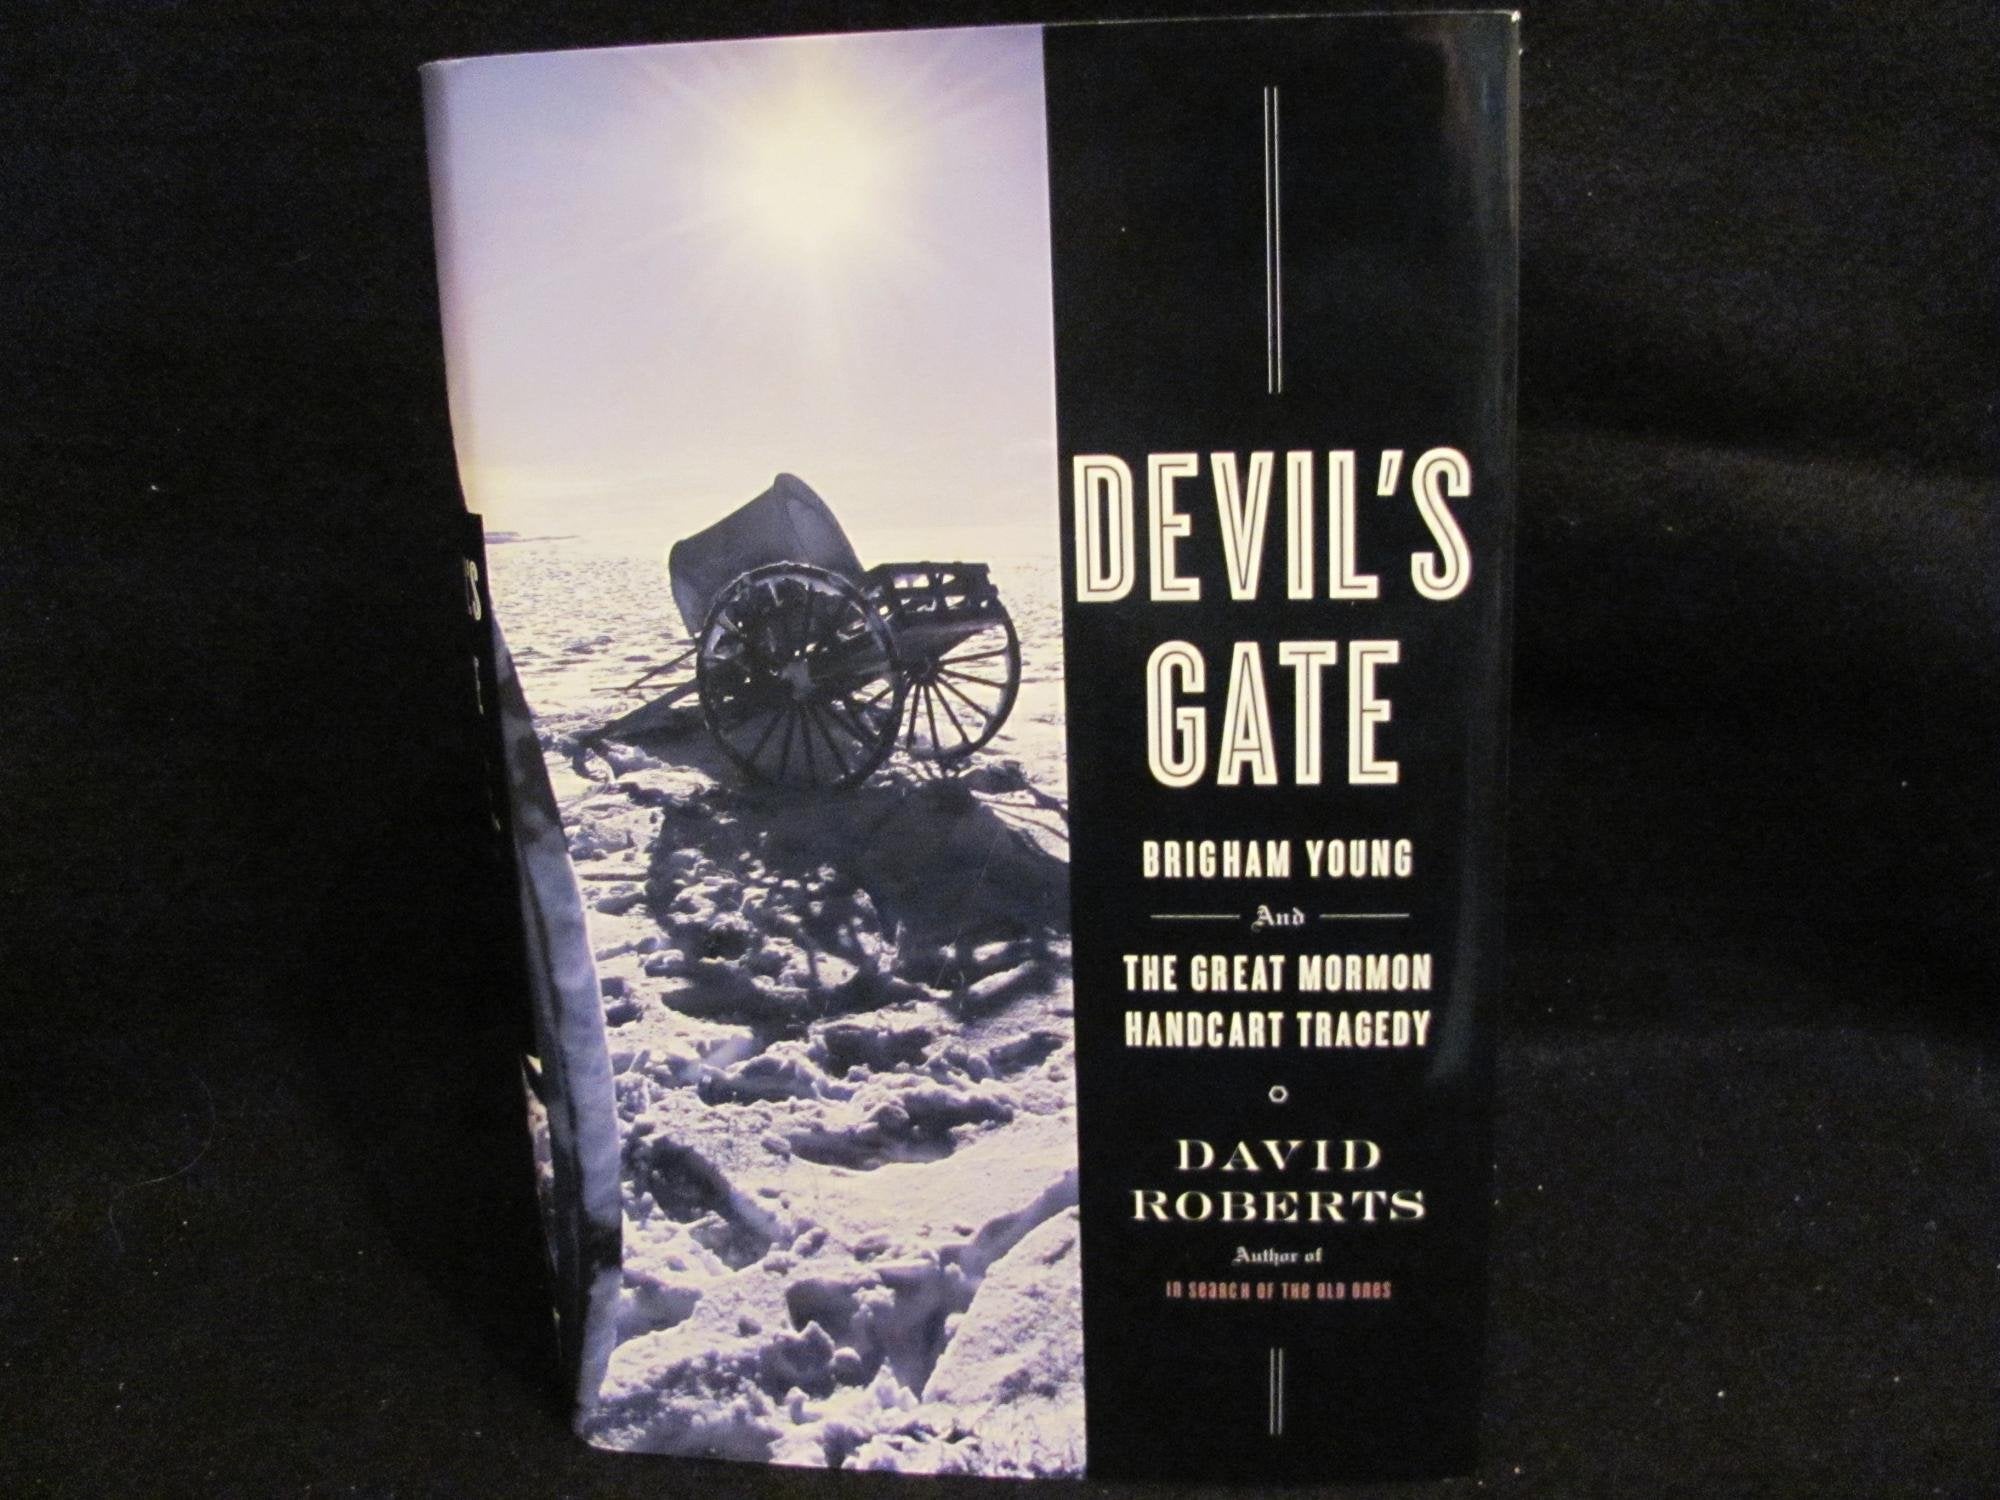 DEVIL'S
GATE
BRIGHAM YOUNG
And
THE GREAT MORMON
HANDCART TRAGEDY
DAVID
ROBERTS
Author of
IN SEARCH OF THE OLD ONES